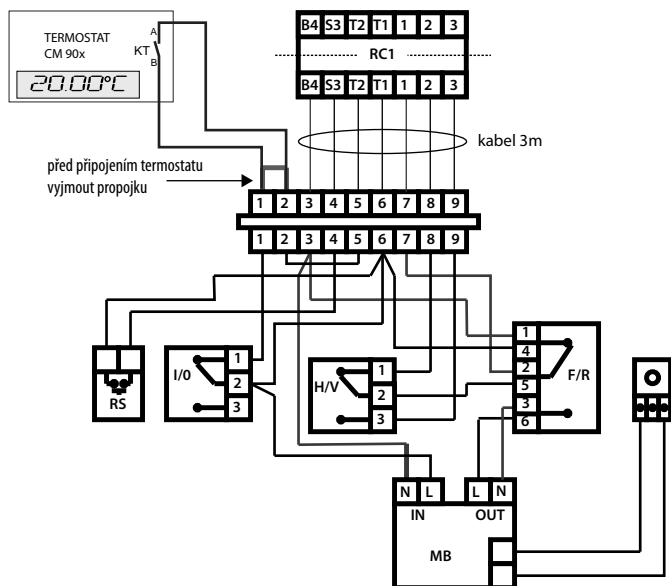 TERMOSTAT
CM 90x
A
KT
B
20.00°C
B4 S3 T2 T1 1 2 3
RC1
B4 S3 T2 T1 1 2 3
kabel 3m
před připojením termostatu
vyjmout propojku
1 2 3 4 5 6 7 8 9
1 2 3 4 5 6 7 8 9
RS
I/0
1
2
3
H/V
1
2
3
1
4
2
5
3
6
F/R
N L
IN
L N
OUT
MB